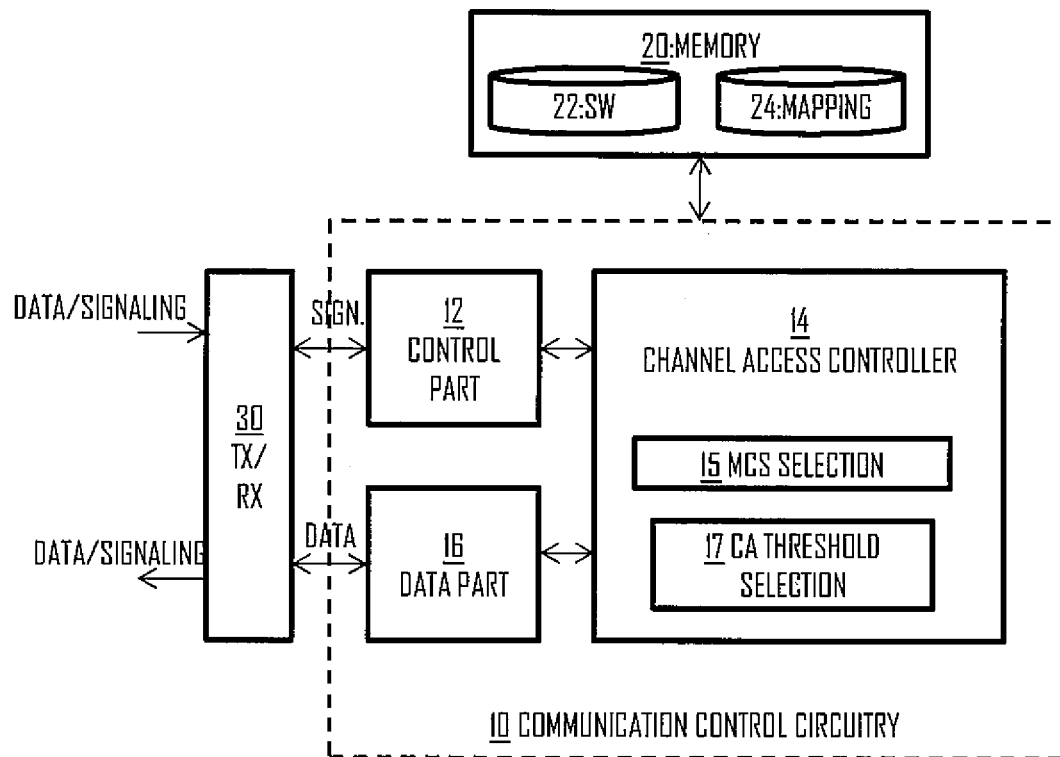 20:MEMORY
22:SW
24:MAPPING
DATA/SIGNALING
SIGN.
12
CONTROL
PART
14
CHANNEL ACCESS CONTROLLER
30
TX/
RX
15 MCS SELECTION
DATA/SIGNALING
DATA
16
DATA PART
17 CA THRESHOLD
SELECTION
10 COMMUNICATION CONTROL CIRCUITRY